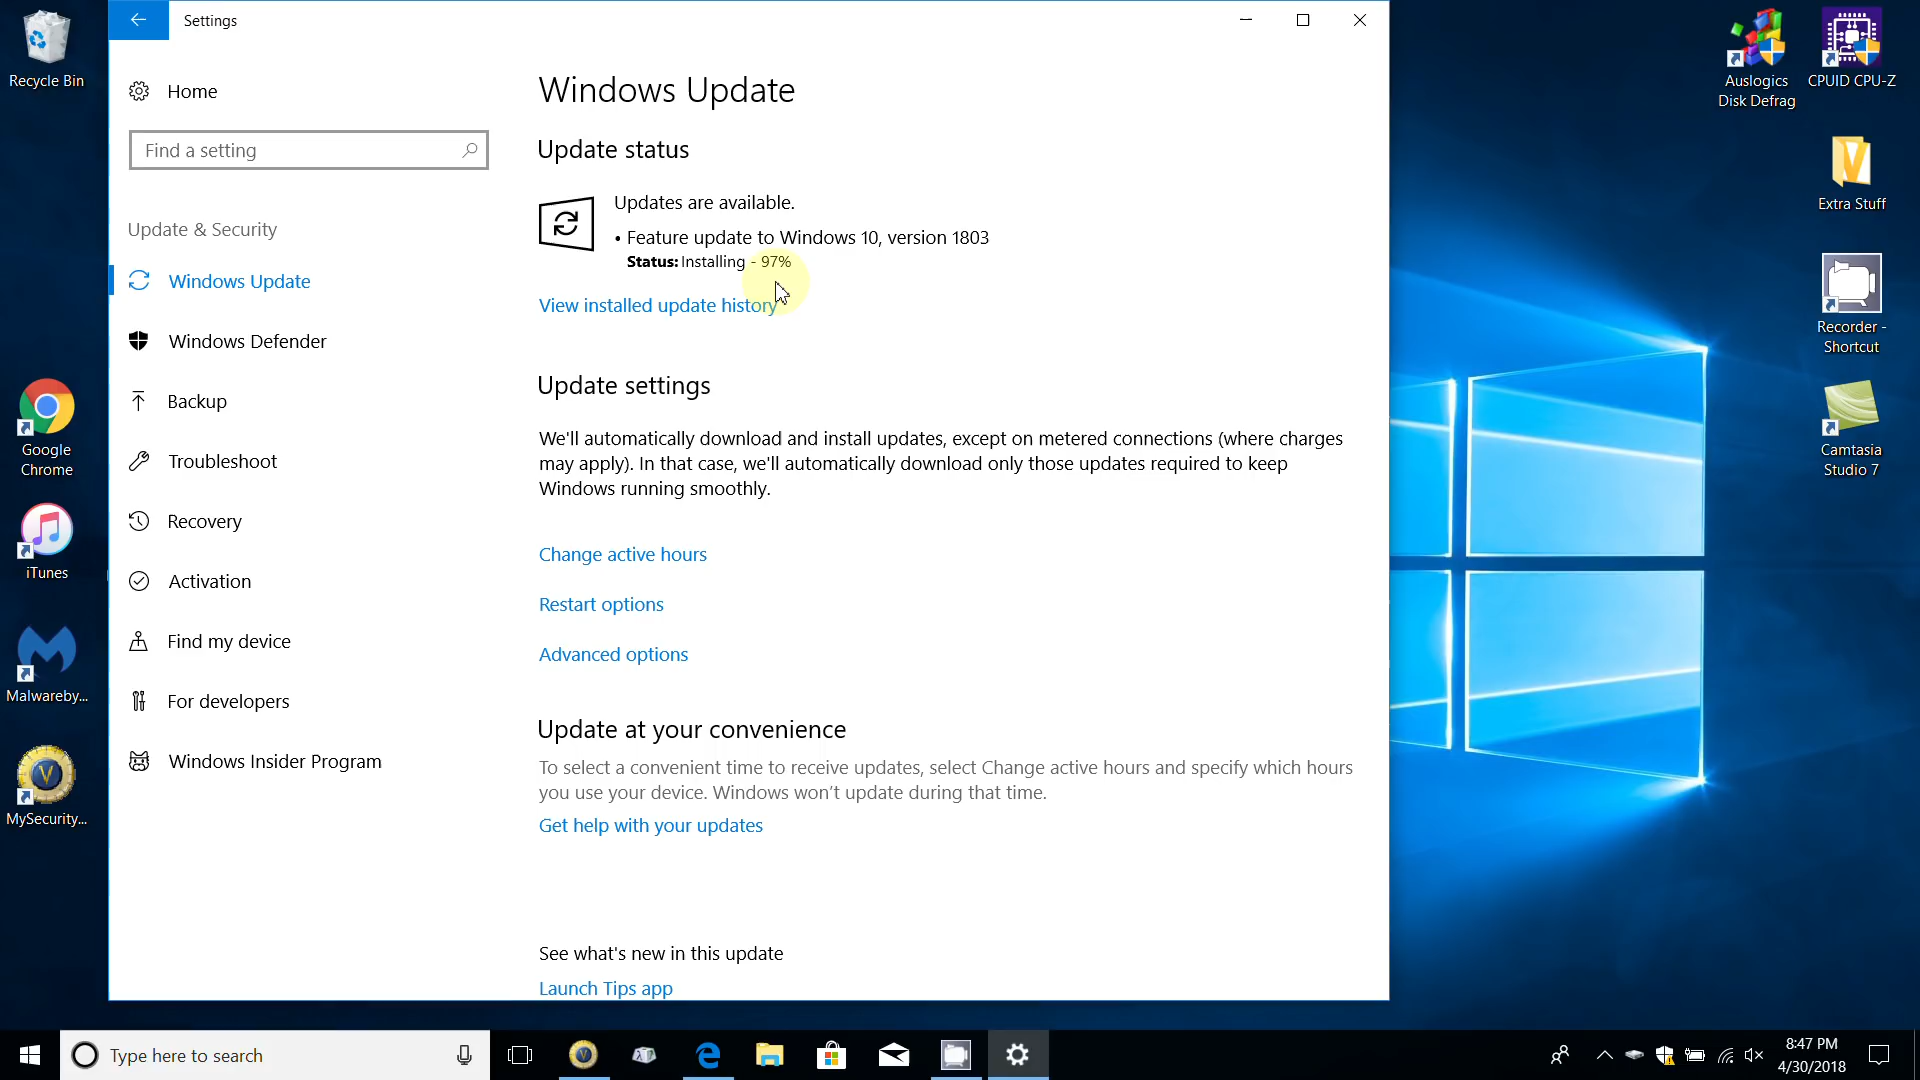 Recycle Bin
Google
Chrome
iTunes
Malwareby...
MySecurity...
Settings
Home
Find a setting
Update & Security
Windows Update
Windows Defender
Backup
Troubleshoot
Recovery
Activation
Find my device
For developers
Windows Insider Program
Windows Update
Update status
Updates are available.
• Feature update to Windows 10, version 1803
Status: Installing - 97%
View installed update history
Update settings
We'll automatically download and install updates, except on metered connections (where charges
may apply). In that case, we'll automatically download only those updates required to keep
Windows running smoothly.
Change active hours
Restart options
Advanced options
Update at your convenience
To select a convenient time to receive updates, select Change active hours and specify which hours
you use your device. Windows won't update during that time.
Get help with your updates
See what's new in this update
Launch Tips app
Auslogics
Disk Defrag
CPUID CPU-Z
Extra Stuff
Recorder -
Shortcut
Camtasia
Studio 7
Type here to search
8:47 PM
4/30/2018